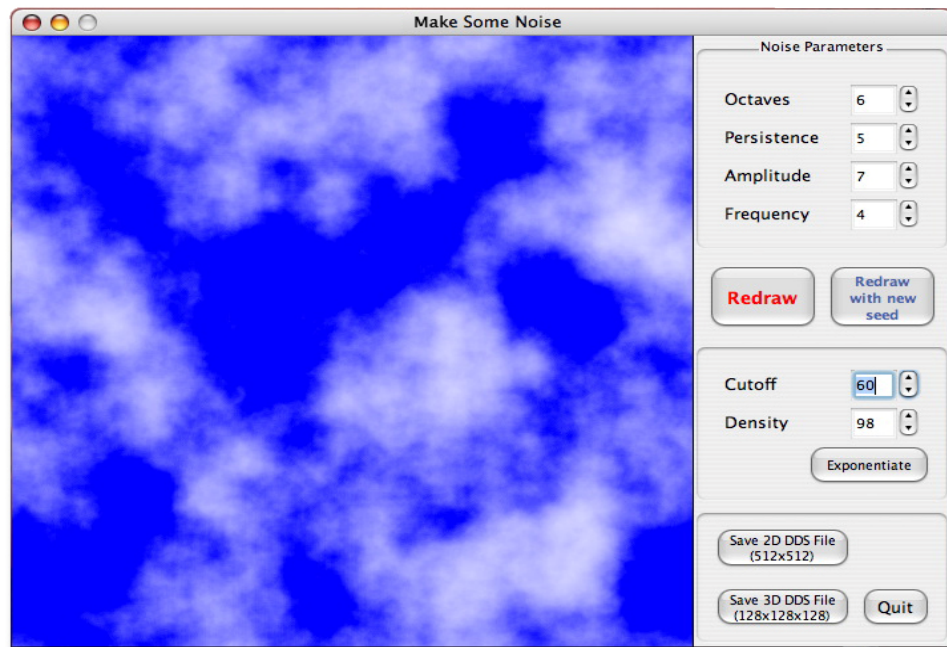 Make Some Noise
Noise Parameters
Octaves 6
Persistence 5
Amplitude 7
Frequency 4
Redraw
Redraw
with new
seed
Cutoff 60
Density 98
Exponentiate
Save 2D DDS File
(512x512)
Save 3D DDS File
(128x128x128)
Quit